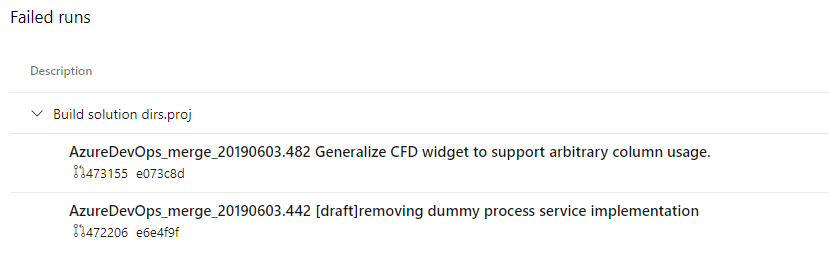 Failed runs
Description
Build solution dirs.proj
AzureDevOps_merge_20190603.482 Generalize CFD widget to support arbitrary column usage.
473155 e073c8d
AzureDevOps_merge_20190603.442 [draft]removing dummy process service implementation
472206 e6e4f9f